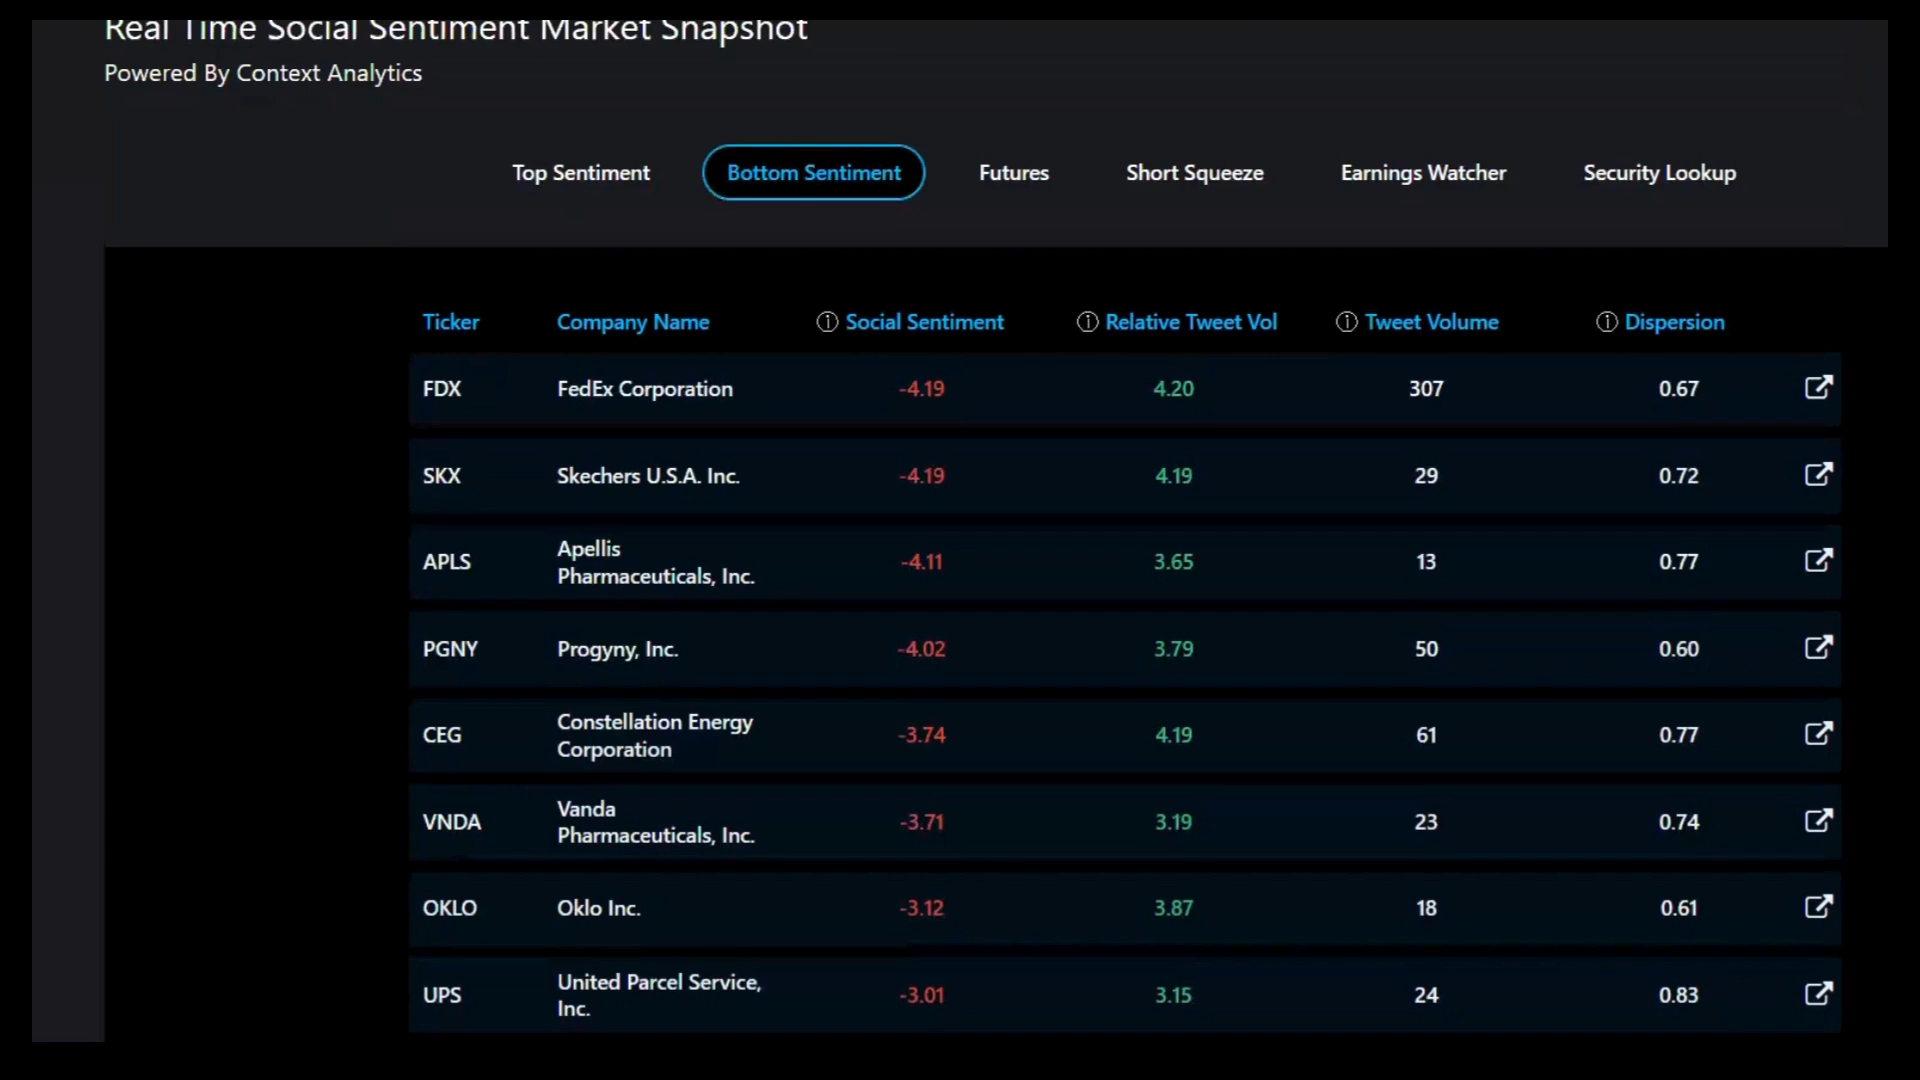 Real Time Social Sentiment Market Snapshot
Powered By Context Analytics
Top Sentiment Bottom Sentiment Futures Short Squeeze Earnings Watcher Security Lookup
Ticker Company Name Social Sentiment Relative Tweet Vol Tweet Volume Dispersion
FDX FedEx Corporation -4.19 4.20 307 0.67
SKX Skechers U.S.A. Inc. -4.19 4.19 29 0.72
APLS Apellis Pharmaceuticals, Inc. -4.11 3.65 13 0.77
PGNY Progyny, Inc. -4.02 3.79 50 0.60
CEG Constellation Energy Corporation -3.74 4.19 61 0.77
VNDA Vanda Pharmaceuticals, Inc. -3.71 3.19 23 0.74
OKLO Oklo Inc. -3.12 3.87 18 0.61
UPS United Parcel Service, Inc. -3.01 3.15 24 0.83